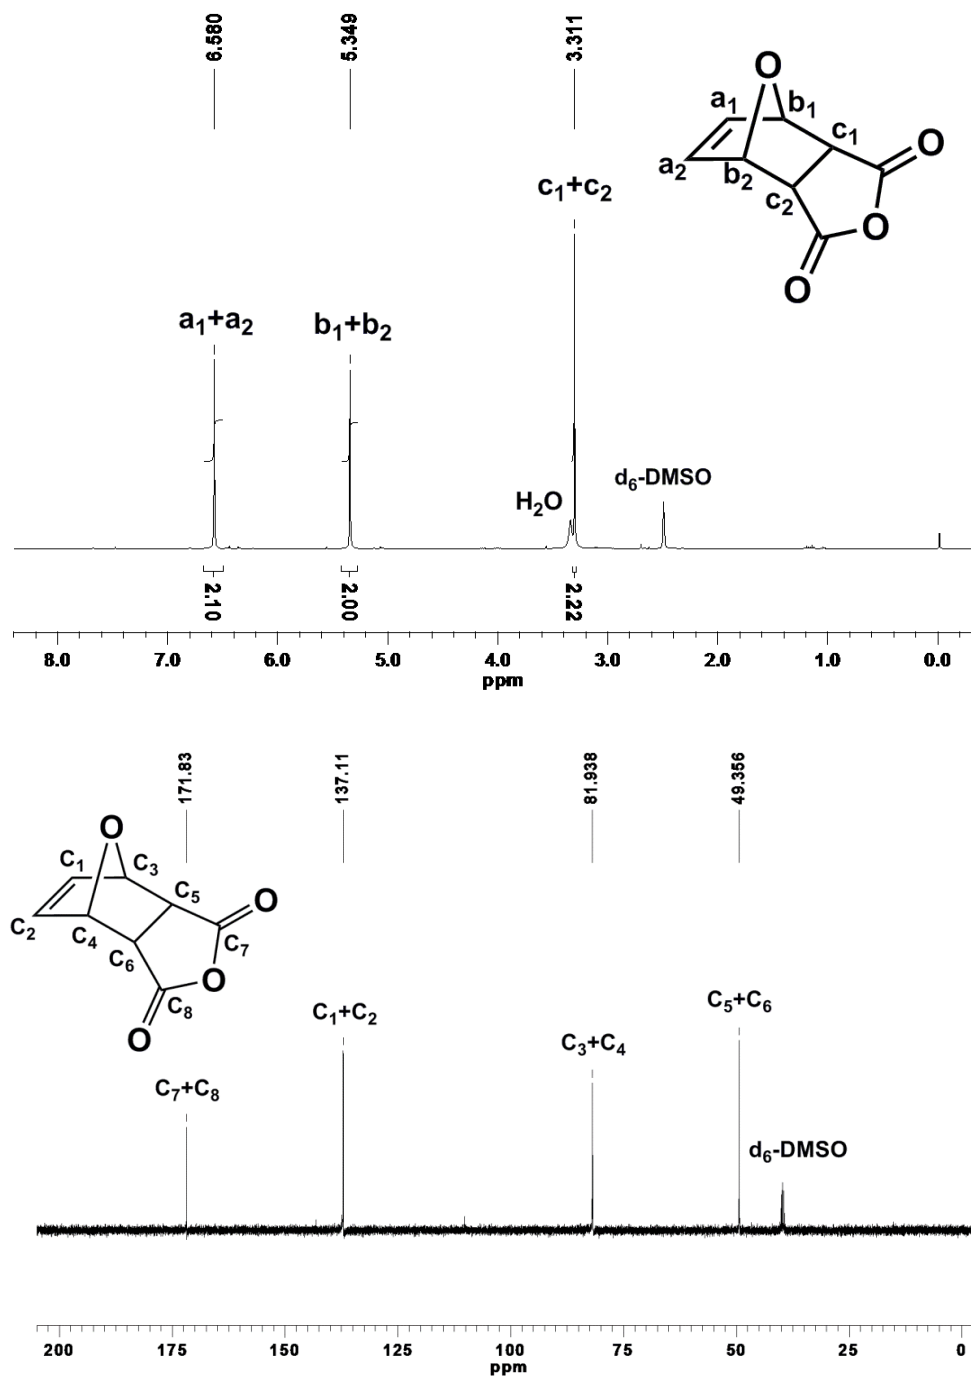 6.580 5.349 3.311
O
a₁ b₁ c₁ O
a₂ b₂ c₂ O
O
c₁+c₂
a₁+a₂ b₁+b₂
H₂O d₆-DMSO
2.10 2.00 2.22
8.0 7.0 6.0 5.0 4.0 3.0 2.0 1.0 0.0
ppm
171.83 137.11 81.938 49.356
O
C₁ C₃
C₅ O
C₂ C₄ C₆ C₇
O
C₈
O
C₇+C₈ C₁+C₂ C₃+C₄ C₅+C₆
d₆-DMSO
200 175 150 125 100 75 50 25 0
ppm